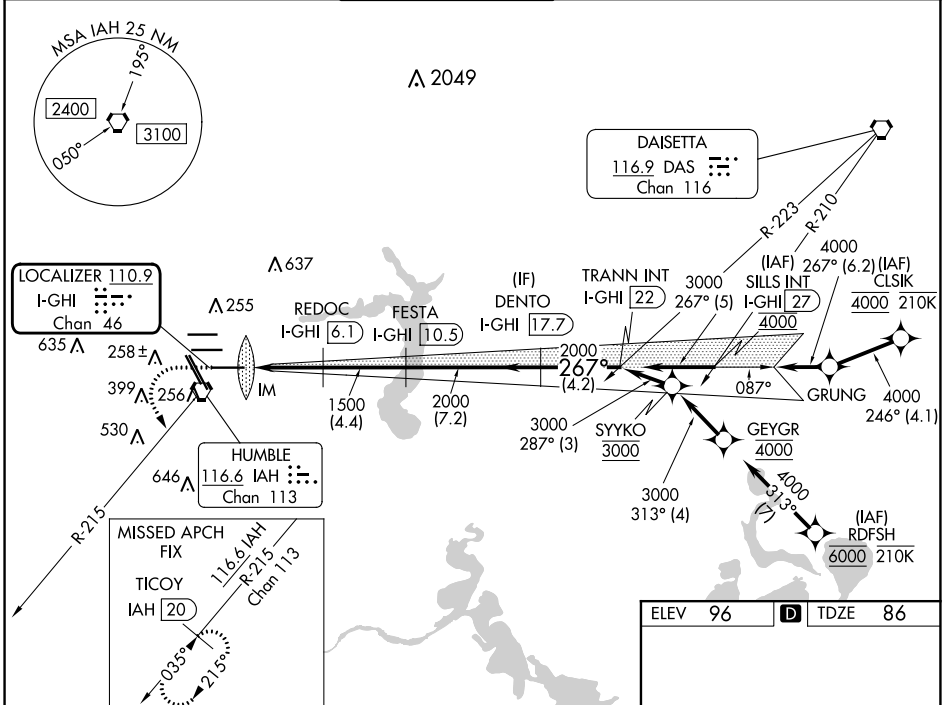 MSA IAH 25 NM
195°
2400
3100
050°
2049
DAISETTA
116.9 DAS
Chan 116
R-223
R-210
LOCALIZER 110.9
I-GHI
Chan 46
637
255
635
258±
399
256
530
646
IM
REDOC
I-GHI 6.1
FESTA
I-GHI 10.5
(IF)
DENTO
I-GHI 17.7
TRANN INT
I-GHI 22
3000
267° (5)
(IAF)
SILLS INT
I-GHI 27
4000
4000
267° (6.2)
(IAF)
CLSIK
4000 210K
2000
267°
(4.2)
087°
GRUNG
4000
246° (4.1)
1500
(4.4)
2000
(7.2)
3000
287° (3)
SYYKO
3000
GEYGR
4000
3000
313° (4)
4000
313°
(7)
(IAF)
RDFSH
6000 210K
HUMBLE
116.6 IAH
Chan 113
R-215
MISSED APCH
FIX
TICOY
IAH 20
116.6 IAH
R-215
Chan 113
035°
215°
ELEV 96 D TDZE 86